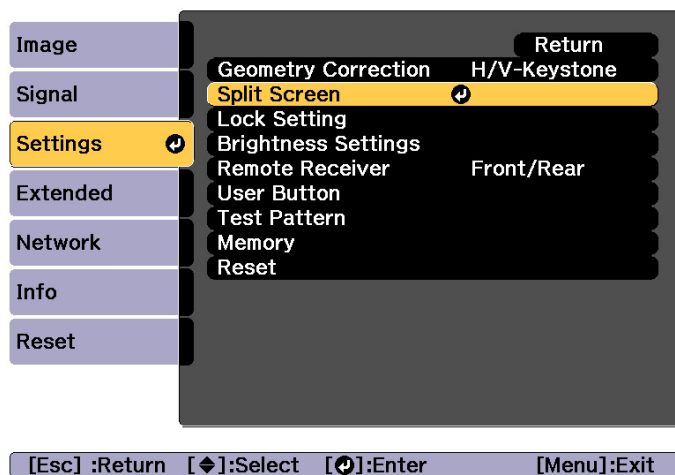 Image
Signal
Settings
Extended
Network
Info
Reset
Return
Geometry Correction H/V-Keystone
Split Screen
Lock Setting
Brightness Settings
Remote Receiver Front/Rear
User Button
Test Pattern
Memory
Reset
[Esc] :Return [◆]:Select [↵]:Enter [Menu]:Exit